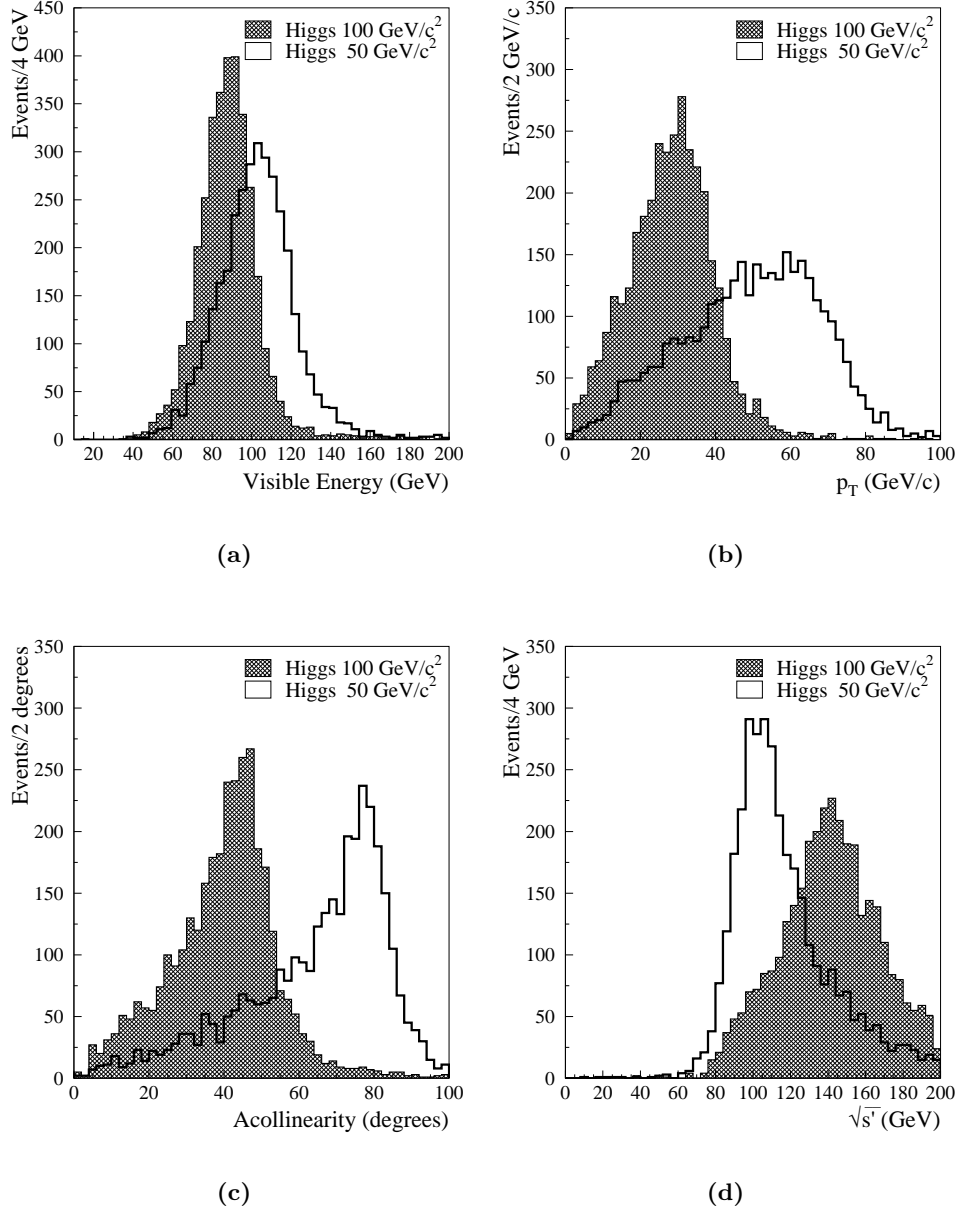 Events/4 GeV
450
400
350
300
250
200
150
100
50
0
Higgs 100 GeV/c²
Higgs 50 GeV/c²
20 40 60 80 100 120 140 160 180 200
Visible Energy (GeV)
(a)
Events/2 GeV/c
350
300
250
200
150
100
50
0
Higgs 100 GeV/c²
Higgs 50 GeV/c²
0 20 40 60 80 100
p_T (GeV/c)
(b)
Events/2 degrees
350
300
250
200
150
100
50
0
Higgs 100 GeV/c²
Higgs 50 GeV/c²
0 20 40 60 80 100
Acollinearity (degrees)
(c)
Events/4 GeV
350
300
250
200
150
100
50
0
Higgs 100 GeV/c²
Higgs 50 GeV/c²
0 20 40 60 80 100 120 140 160 180 200
√s' (GeV)
(d)